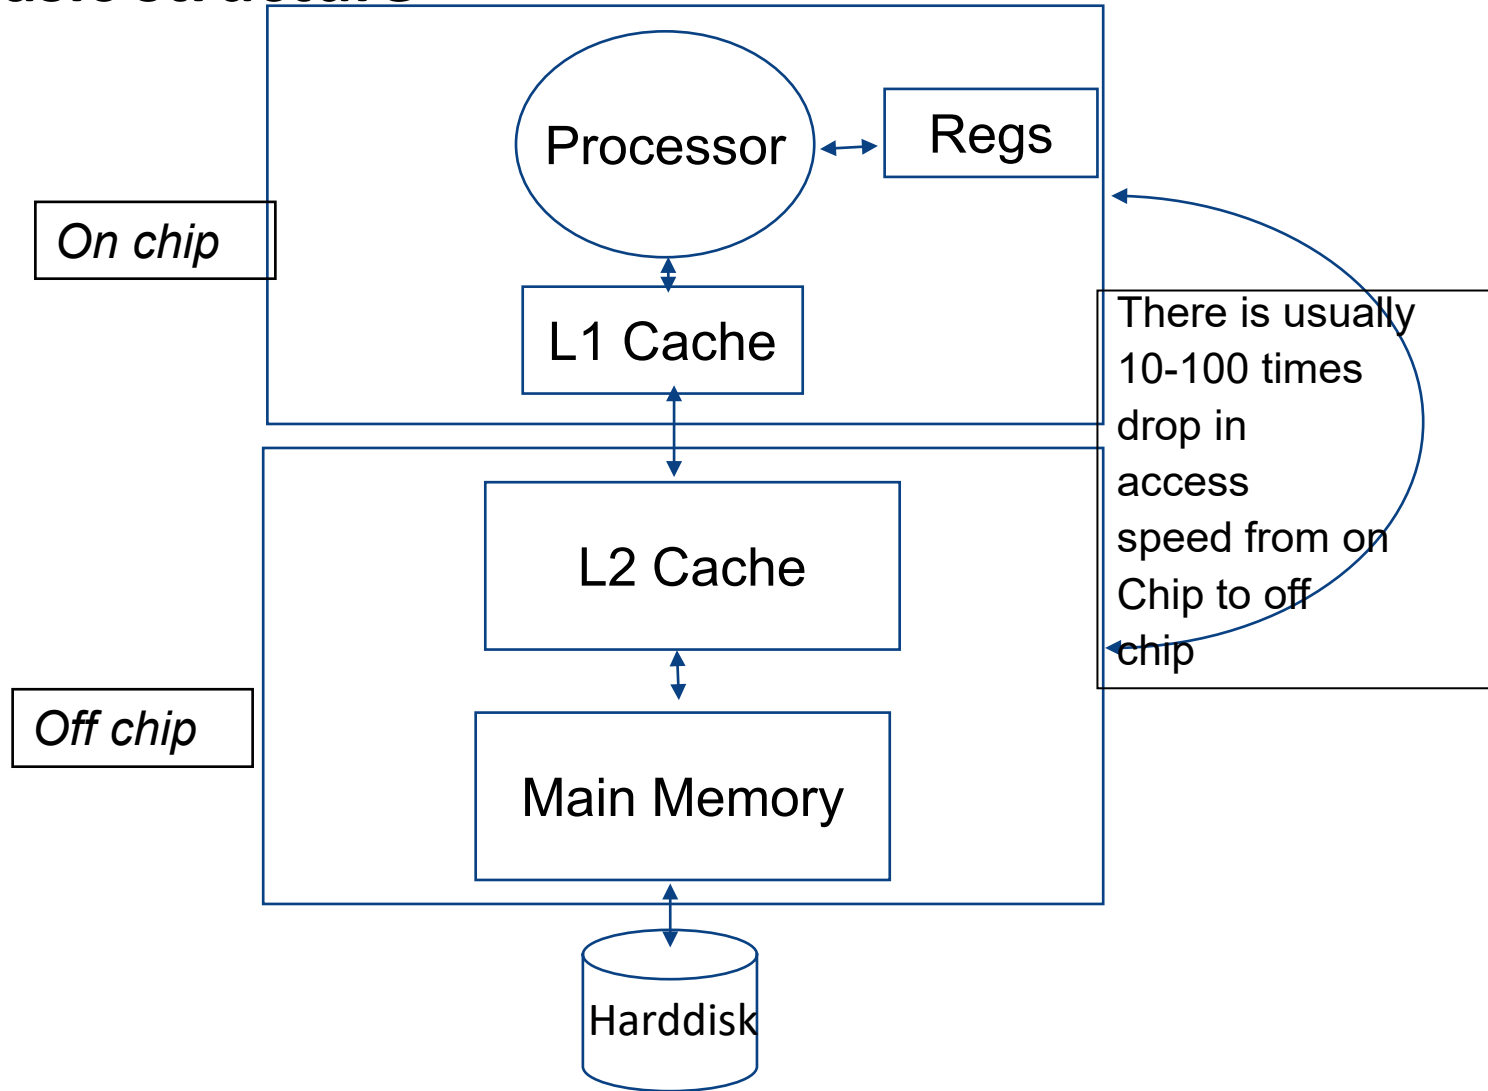 Processor
Regs
On chip
L1 Cache
There is usually
10-100 times
drop in
access
speed from on
Chip to off
chip
L2 Cache
Off chip
Main Memory
Harddisk